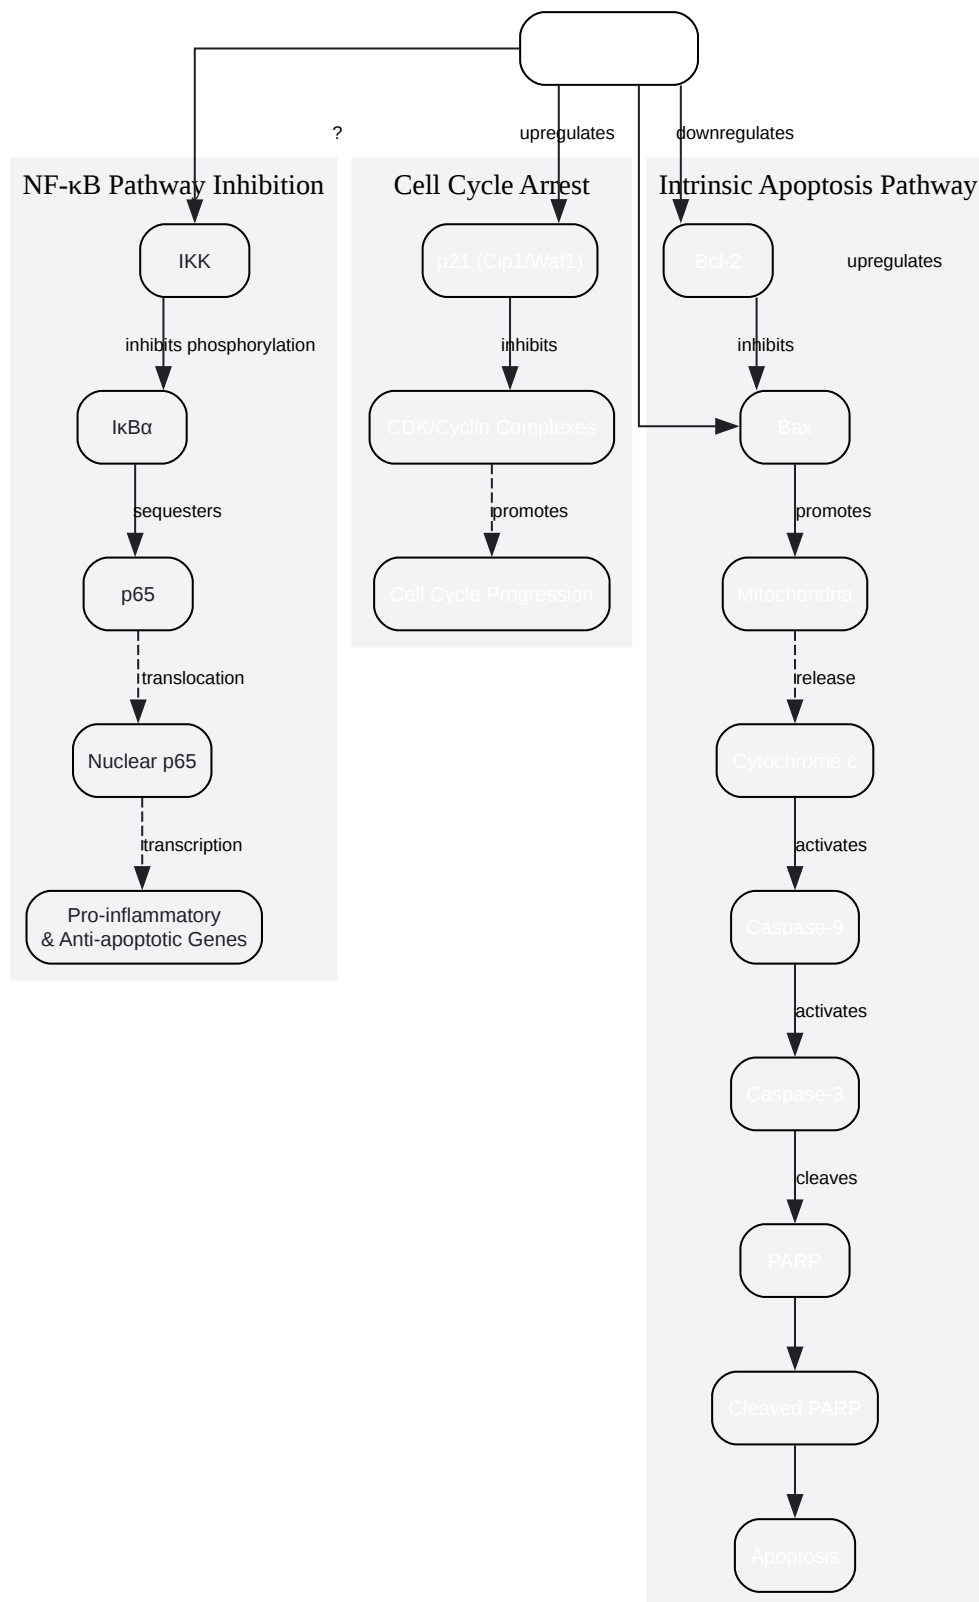 ?
upregulates
downregulates
NF-κB Pathway Inhibition
Cell Cycle Arrest
Intrinsic Apoptosis Pathway
IKK
p21 (Cip1/Waf1)
Bcl-2
upregulates
inhibits phosphorylation
inhibits
inhibits
IκBα
CDK/Cyclin Complexes
Bax
sequesters
promotes
promotes
p65
Cell Cycle Progression
Mitochondria
translocation
release
Nuclear p65
Cytochrome c
transcription
activates
Pro-inflammatory
& Anti-apoptotic Genes
Caspase-9
activates
Caspase-3
cleaves
PARP
Cleaved PARP
Apoptosis